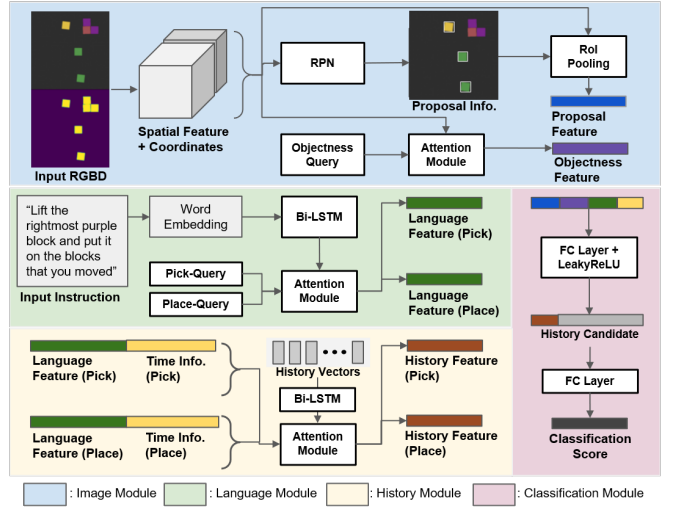 Input RGBD
Spatial Feature
+ Coordinates
RPN
Proposal Info.
RoI
Pooling
Proposal
Feature
Objectness
Query
Attention
Module
Objectness
Feature
“Lift the
rightmost purple
block and put it
on the blocks
that you moved”
Input Instruction
Word
Embedding
Bi-LSTM
Pick-Query
Place-Query
Attention
Module
Language
Feature (Pick)
Language
Feature (Place)
FC Layer +
LeakyReLU
History Candidate
FC Layer
Classification
Score
Language
Feature (Pick)
Time Info.
(Pick)
Language
Feature (Place)
Time Info.
(Place)
History Vectors
Bi-LSTM
Attention
Module
History Feature
(Pick)
History Feature
(Place)
: Image Module
: Language Module
: History Module
: Classification Module